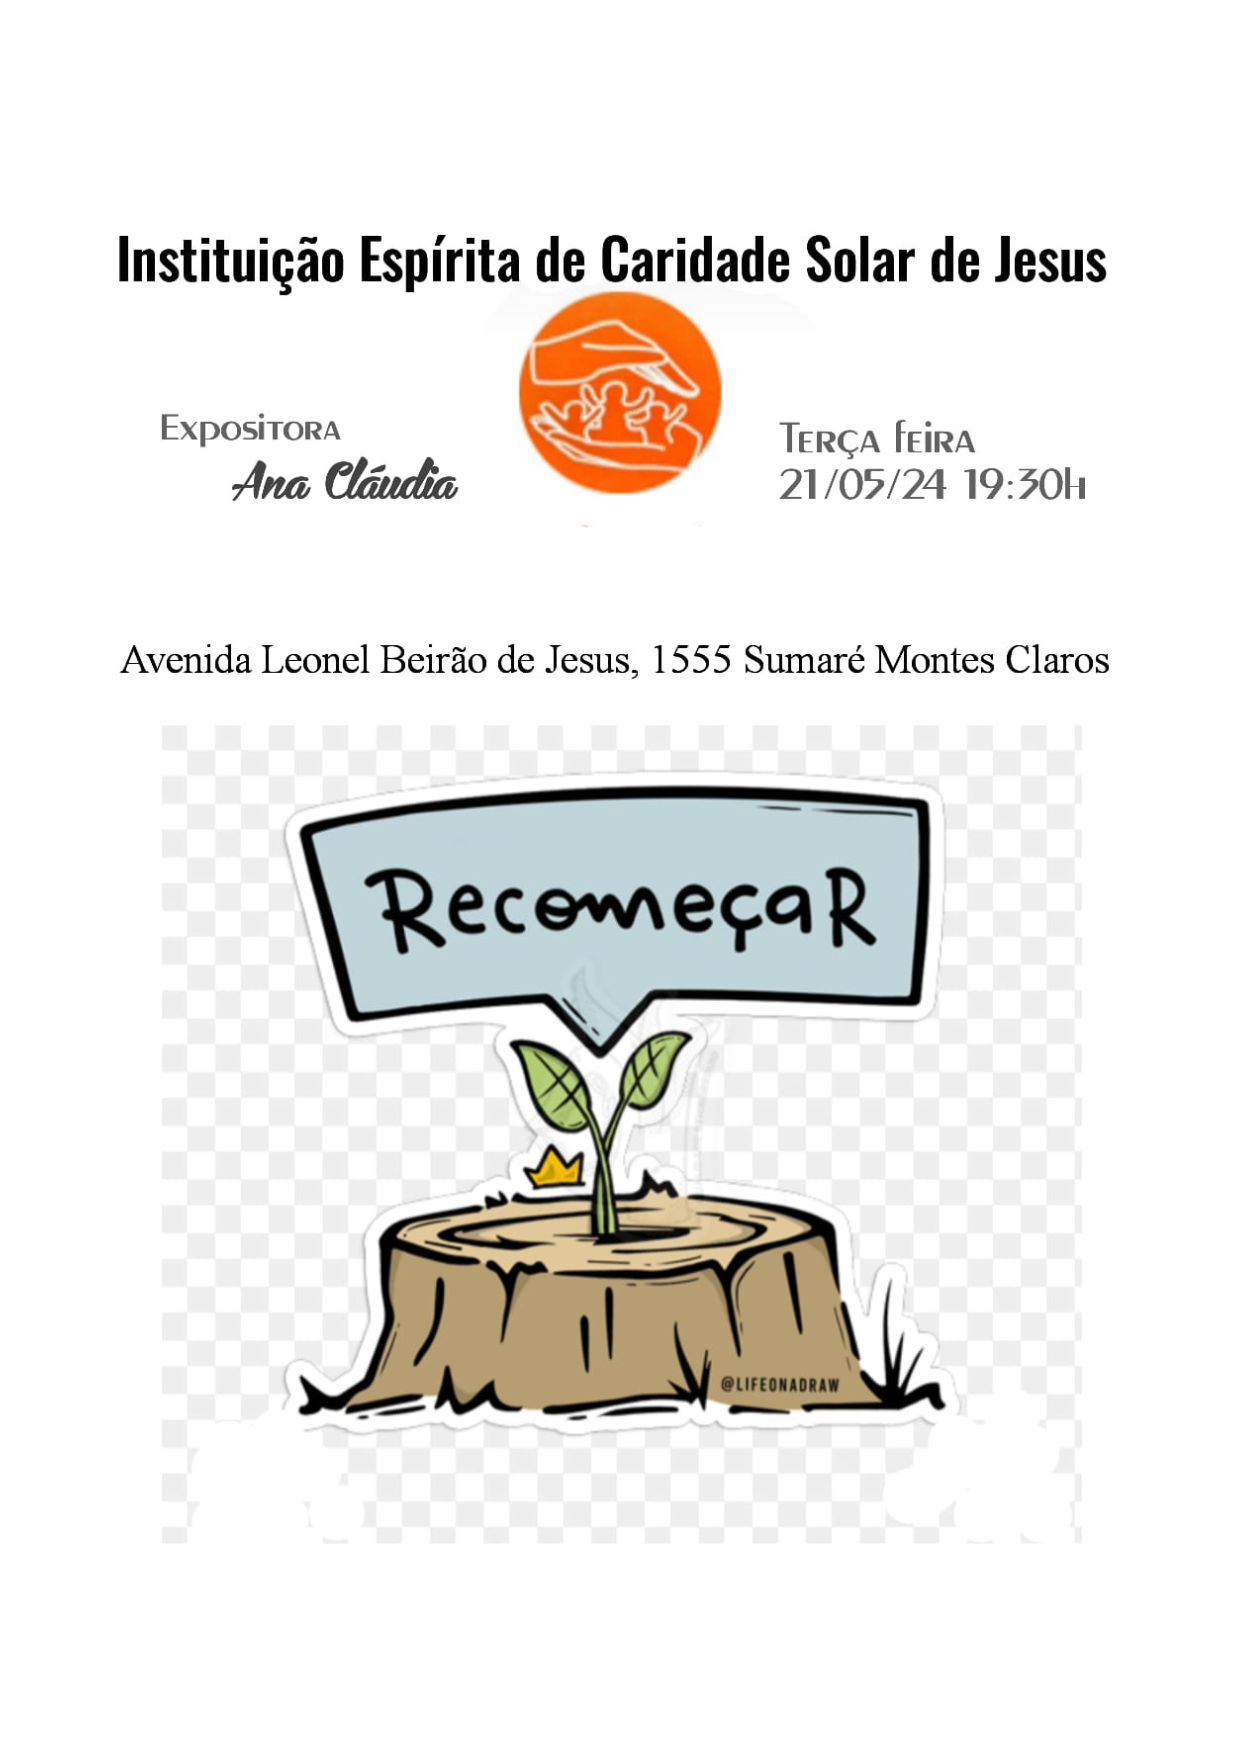 Instituição Espírita de Caridade Solar de Jesus
Expositora
Ana Cláudia
Terça feira
21/05/24 19:30h
Avenida Leonel Beirão de Jesus, 1555 Sumaré Montes Claros
RecomeçaR
@LIFEONADRAW